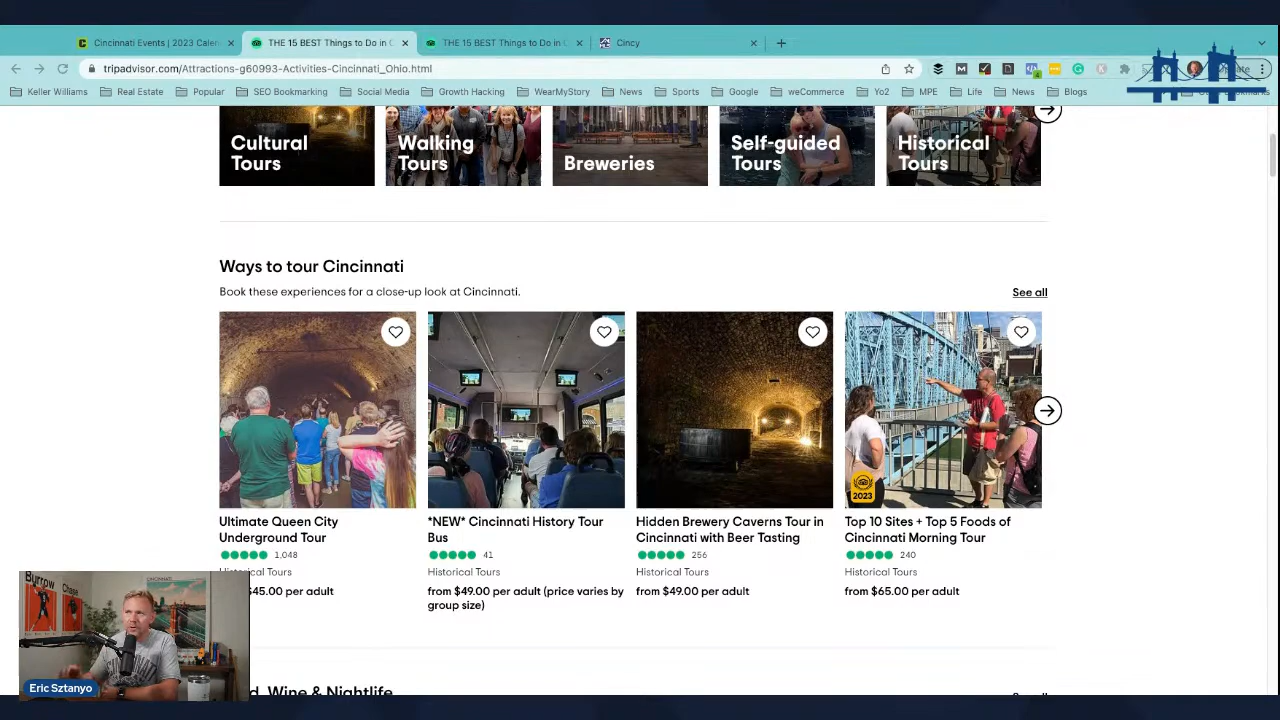 Cincinnati Events | 2023 Calen
THE 15 BEST Things to Do in C
THE 15 BEST Things to Do in C
Cincy
tripadvisor.com/Attractions-g60993-Activities-Cincinnati_Ohio.html
Keller Williams
Real Estate
Popular
SEO Bookmarking
Social Media
Growth Hacking
WearMyStory
News
Sports
Google
weCommerce
Yo2
MPE
Life
News
Blogs
Cultural
Tours
Walking
Tours
Breweries
Self-guided
Tours
Historical
Tours
Ways to tour Cincinnati
Book these experiences for a close-up look at Cincinnati.
See all
2023
Ultimate Queen City
Underground Tour
1,048
Historical Tours
$45.00 per adult
*NEW* Cincinnati History Tour
Bus
41
Historical Tours
from $49.00 per adult (price varies by
group size)
Hidden Brewery Caverns Tour in
Cincinnati with Beer Tasting
256
Historical Tours
from $49.00 per adult
Top 10 Sites + Top 5 Foods of
Cincinnati Morning Tour
240
Historical Tours
from $65.00 per adult
Burrow
Chase
CINCINNATI
Eric Sztanyo
d, Wine & Nightlife